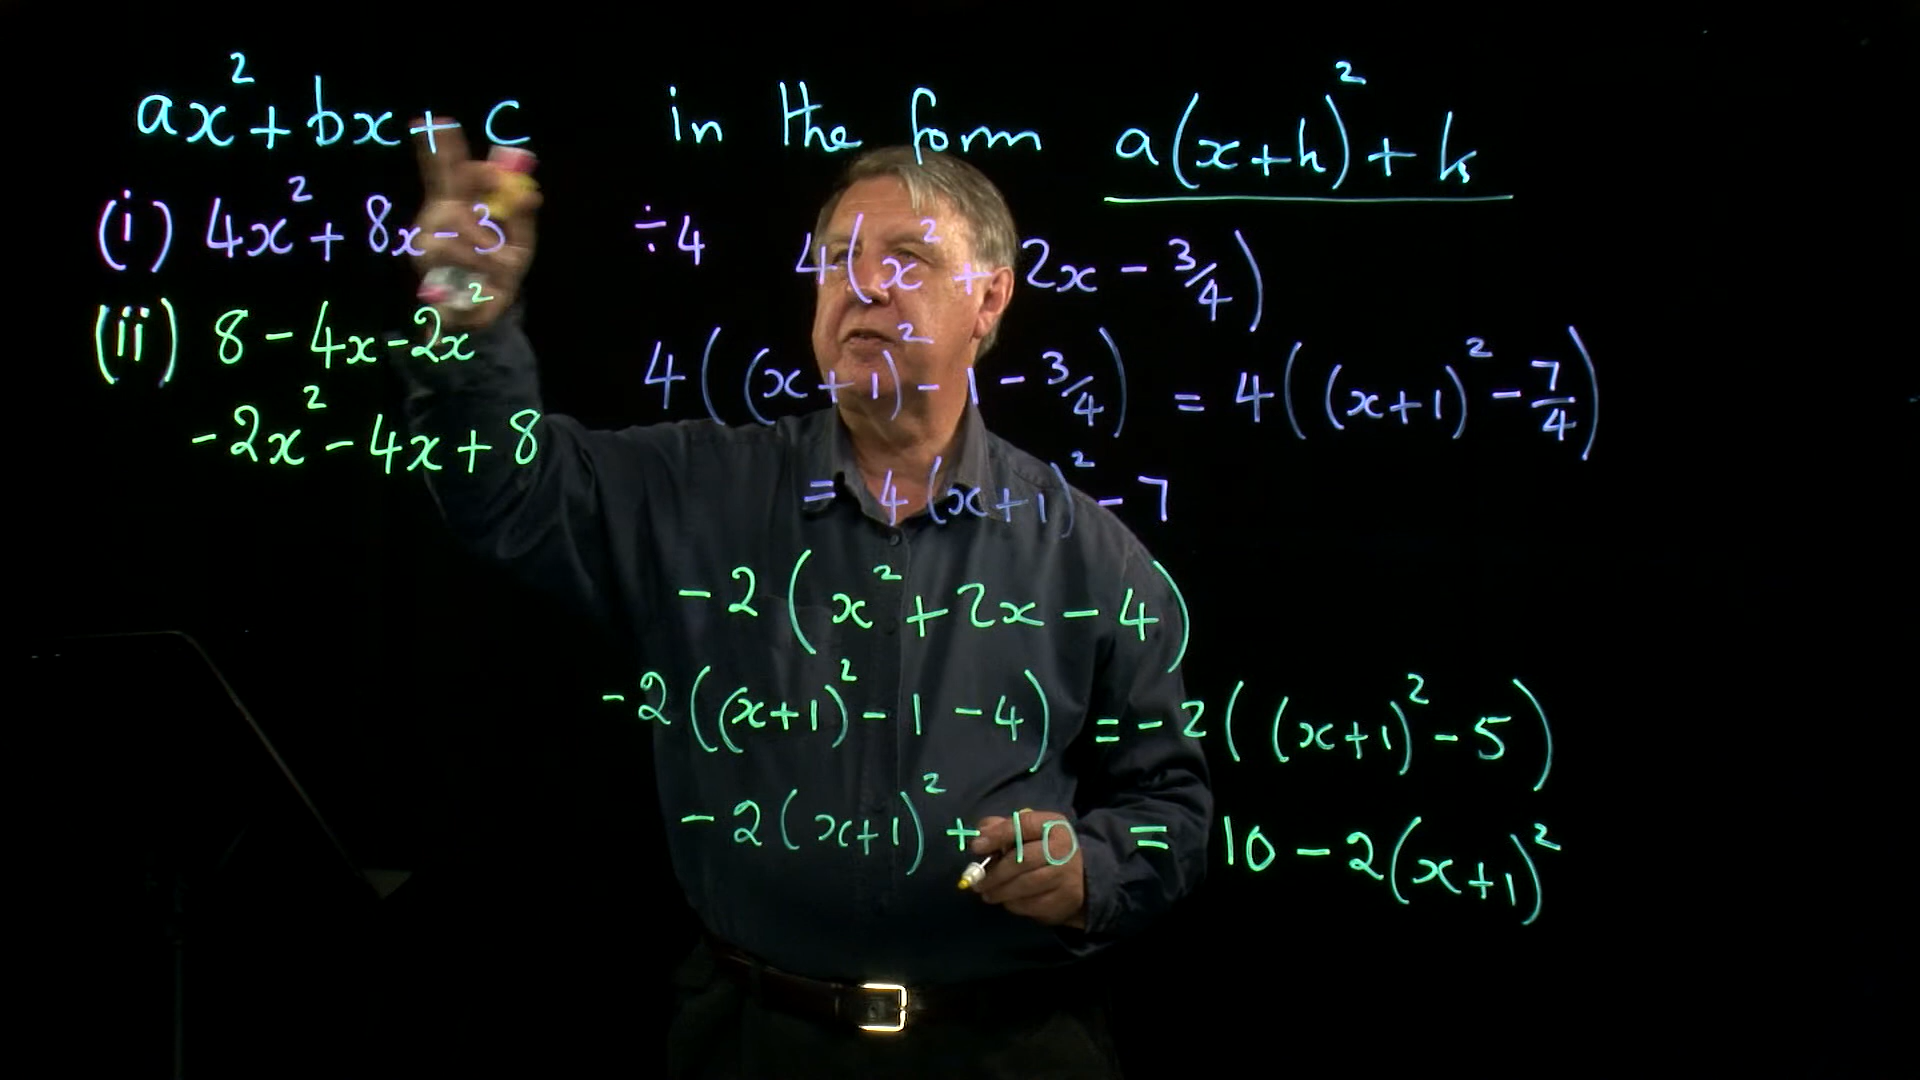 ax² + bx + c in the form a(x+h)² + k
(i) 4x² + 8x - 3 ÷4 4(x² + 2x - 3/4)
(ii) 8 - 4x - 2x² 4((x+1)² - 1 - 3/4) = 4((x+1)² - 7/4)
-2x² - 4x + 8
= 4(x+1)² - 7
-2(x² + 2x - 4)
-2((x+1)² - 1 - 4) = -2((x+1)² - 5)
-2(x+1)² + 10 = 10 - 2(x+1)²